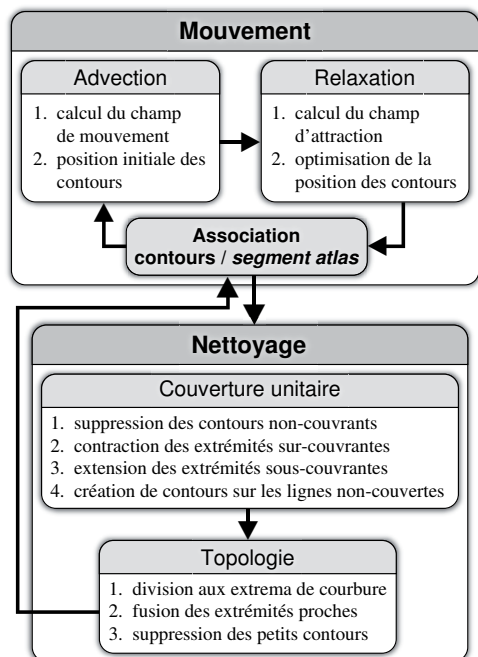 Mouvement
Advection
1. calcul du champ
de mouvement
2. position initiale des
contours
Relaxation
1. calcul du champ
d'attraction
2. optimisation de la
position des contours
Association
contours / segment atlas
Nettoyage
Couverture unitaire
1. suppression des contours non-couvrants
2. contraction des extrémités sur-couvrantes
3. extension des extrémités sous-couvrantes
4. création de contours sur les lignes non-couvertes
Topologie
1. division aux extrema de courbure
2. fusion des extrémités proches
3. suppression des petits contours